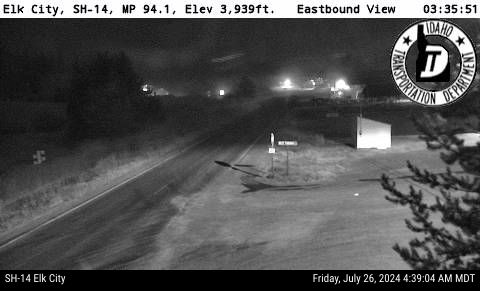 Elk City, SH-14, MP 94.1, Elev 3,939ft. Eastbound View 03:35:51
IDAHO
TRANSPORTATION DEPARTMENT
SH-14 Elk City Friday, July 26, 2024 4:39:04 AM MDT